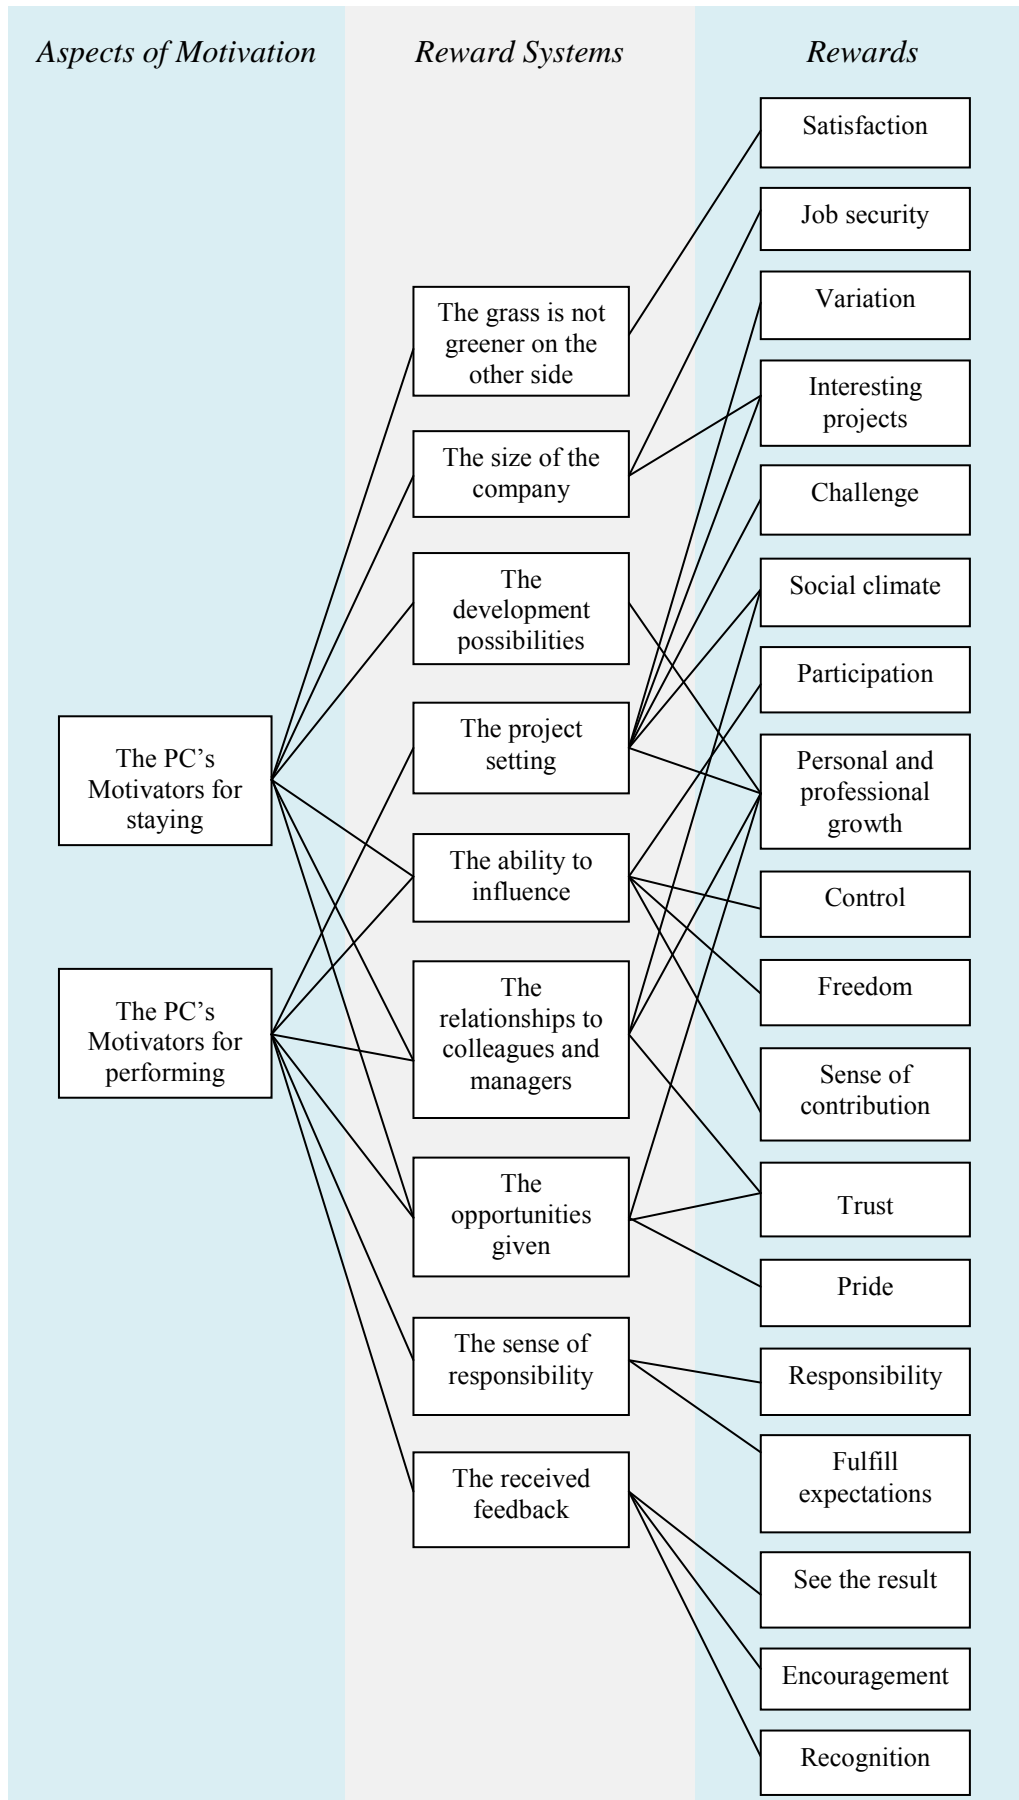 Aspects of Motivation
Reward Systems
Rewards
The PC’s
Motivators for
staying
The PC’s
Motivators for
performing
The grass is not
greener on the
other side
The size of the
company
The
development
possibilities
The project
setting
The ability to
influence
The
relationships to
colleagues and
managers
The
opportunities
given
The sense of
responsibility
The received
feedback
Satisfaction
Job security
Variation
Interesting
projects
Challenge
Social climate
Participation
Personal and
professional
growth
Control
Freedom
Sense of
contribution
Trust
Pride
Responsibility
Fulfill
expectations
See the result
Encouragement
Recognition